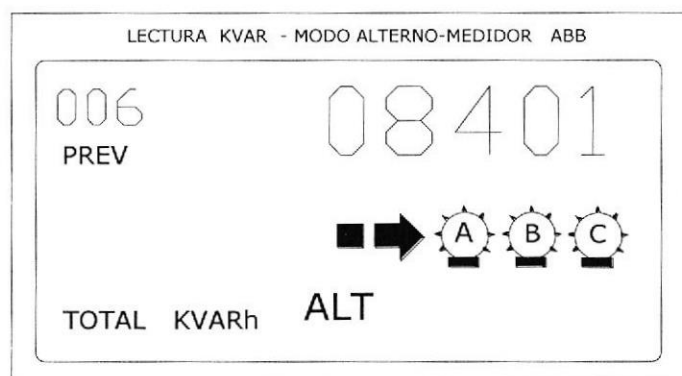 LECTURA KVAR - MODO ALTERNO-MEDIDOR ABB
006 08401
PREV
A B C
TOTAL KVARh ALT